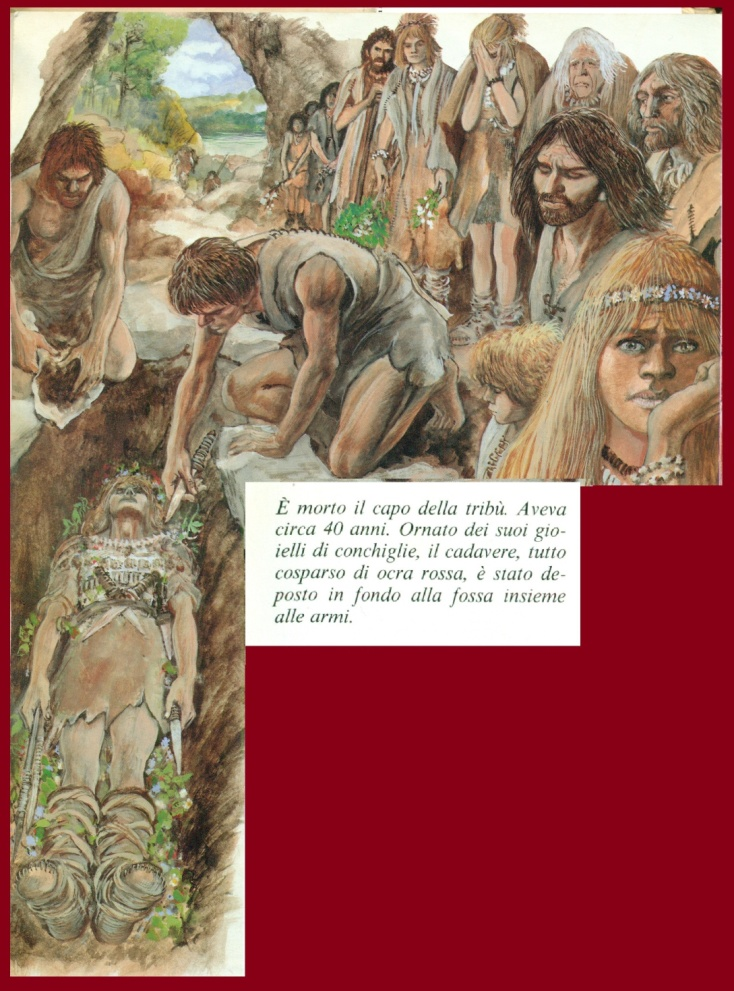 È morto il capo della tribù. Aveva
circa 40 anni. Ornato dei suoi gio-
ielli di conchiglie, il cadavere, tutto
cosparso di ocra rossa, è stato de-
posto in fondo alla fossa insieme
alle armi.